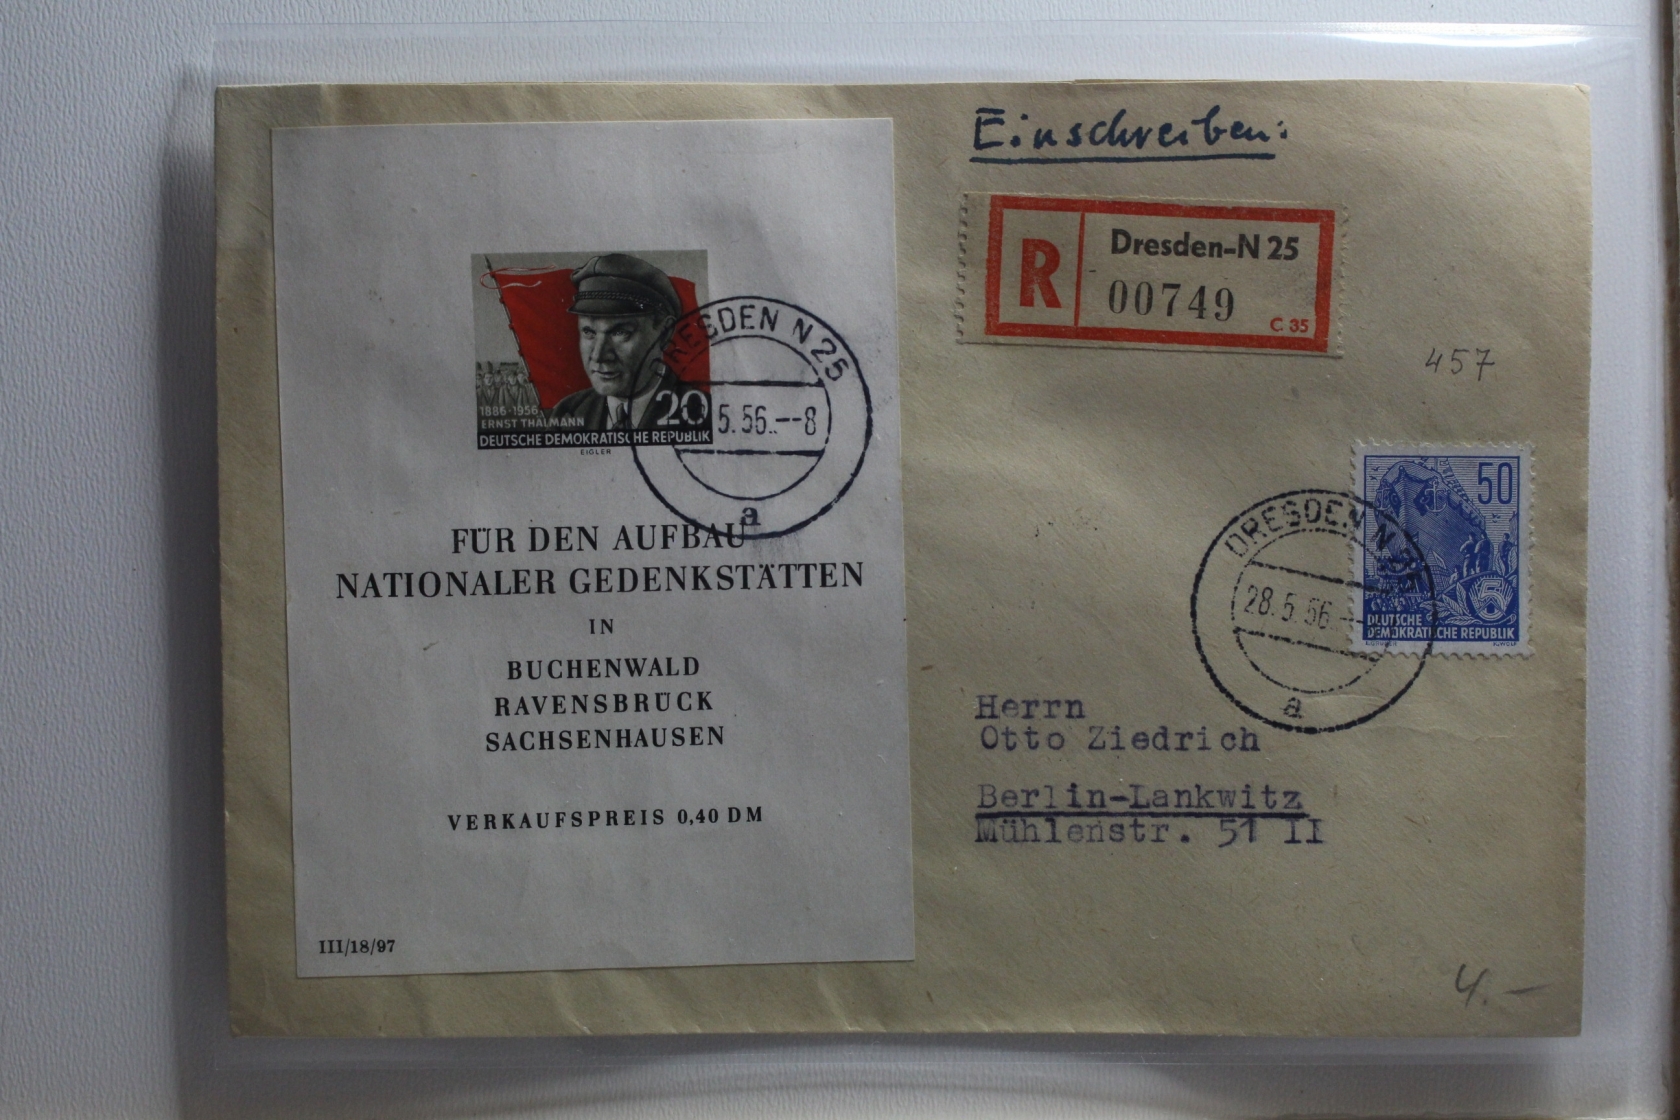 Einschreiben:
R
Dresden-N 25
00749
C 35
457
1886-1956
ERNST THÄLMANN
20
DEUTSCHE DEMOKRATISCHE REPUBLIK
EIGLER
DRESDEN N 25
5.56.--8
a
FÜR DEN AUFBAU
NATIONALER GEDENKSTÄTTEN
IN
BUCHENWALD
RAVENSBRÜCK
SACHSENHAUSEN
VERKAUFSPREIS 0,40 DM
III/18/97
50
5
DEUTSCHE
DEMOKRATISCHE REPUBLIK
DRESDEN N 25
28.5.56.-
a
Herrn
Otto Ziedrich
Berlin-Lankwitz
Mühlenstr. 51 II
4.-